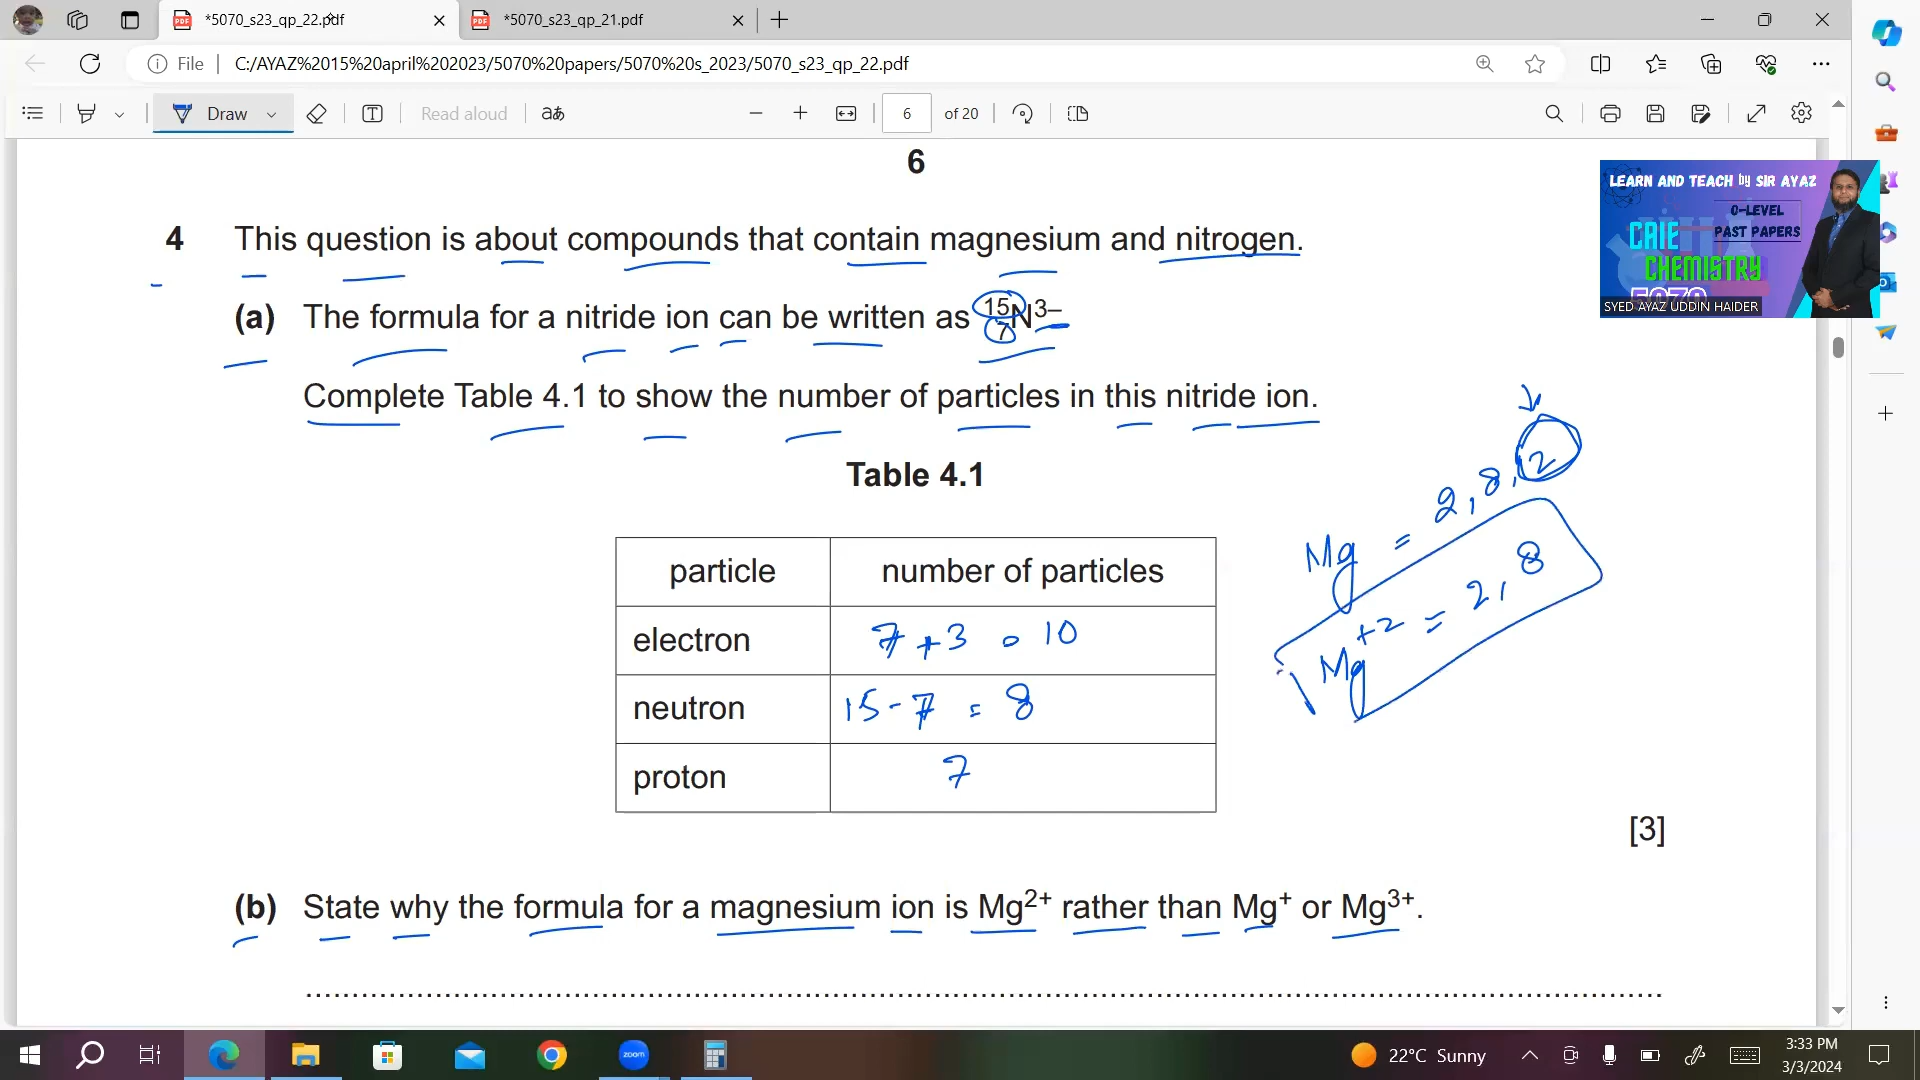 *5070_s23_qp_22.pdf
*5070_s23_qp_21.pdf
File
C:/AYAZ%2015%20april%202023/5070%20papers/5070%20s_2023/5070_s23_qp_22.pdf
Draw
Read aloud
aあ
6
of 20
6
LEARN AND TEACH by SIR AYAZ
O-LEVEL
PAST PAPERS
CAIE
CHEMISTRY
5070
SYED AYAZ UDDIN HAIDER
4 This question is about compounds that contain magnesium and nitrogen.
(a) The formula for a nitride ion can be written as ¹⁵₇N³⁻
Complete Table 4.1 to show the number of particles in this nitride ion.
Table 4.1
particle number of particles
electron 7 + 3 = 10
neutron 15 - 7 = 8
proton 7
Mg = 2, 8, 2
Mg⁺² = 2, 8
[3]
(b) State why the formula for a magnesium ion is Mg²⁺ rather than Mg⁺ or Mg³⁺.
zoom
22°C Sunny
3:33 PM
3/3/2024